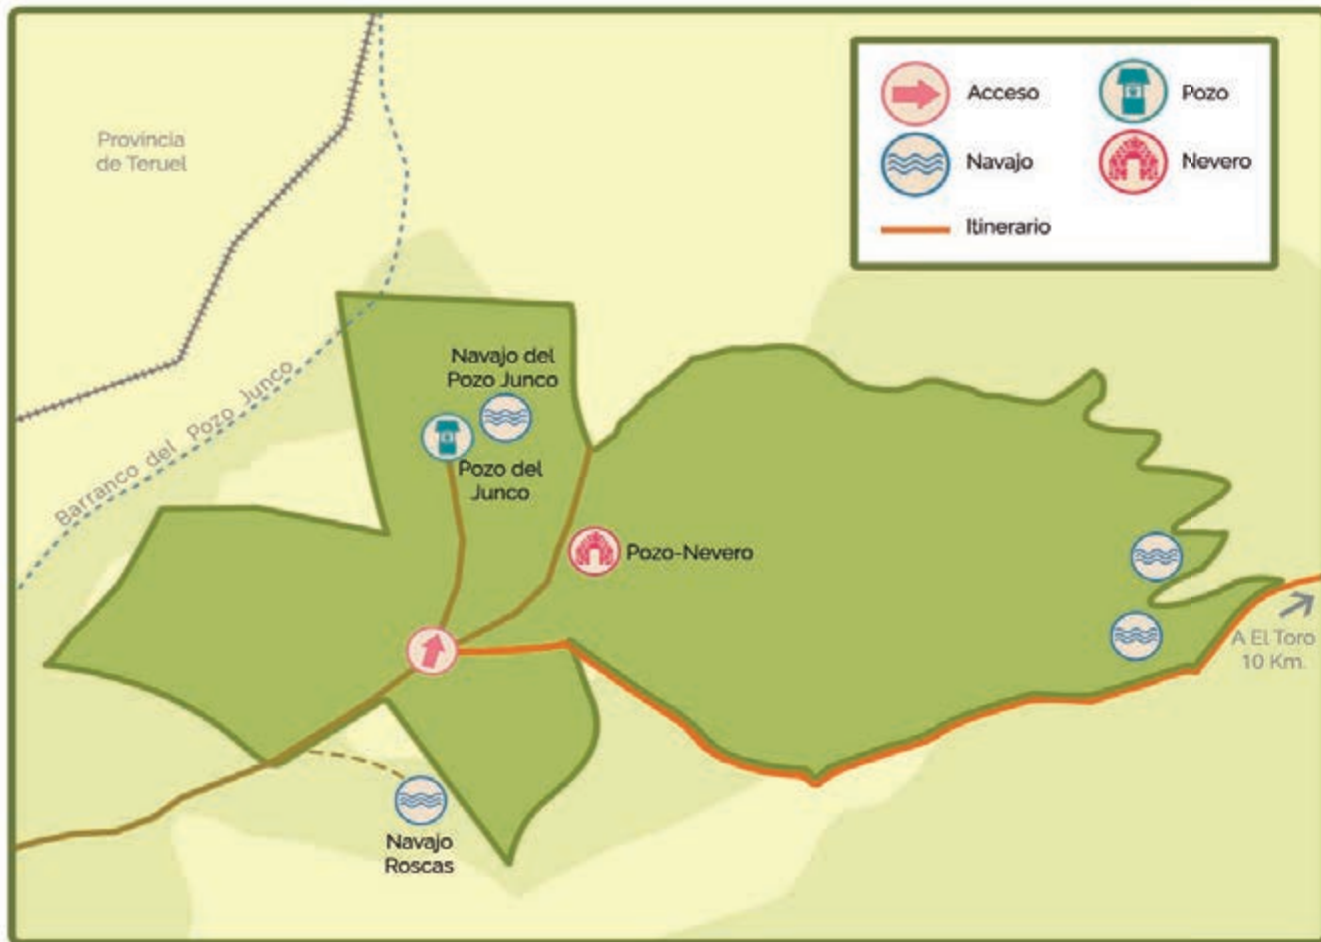 Provincia
de Teruel
Acceso
Pozo
Navajo
Nevero
Itinerario
Barranco del Pozo Junco
Navajo del
Pozo Junco
Pozo del
Junco
Pozo-Nevero
A El Toro
10 Km.
Navajo
Roscas